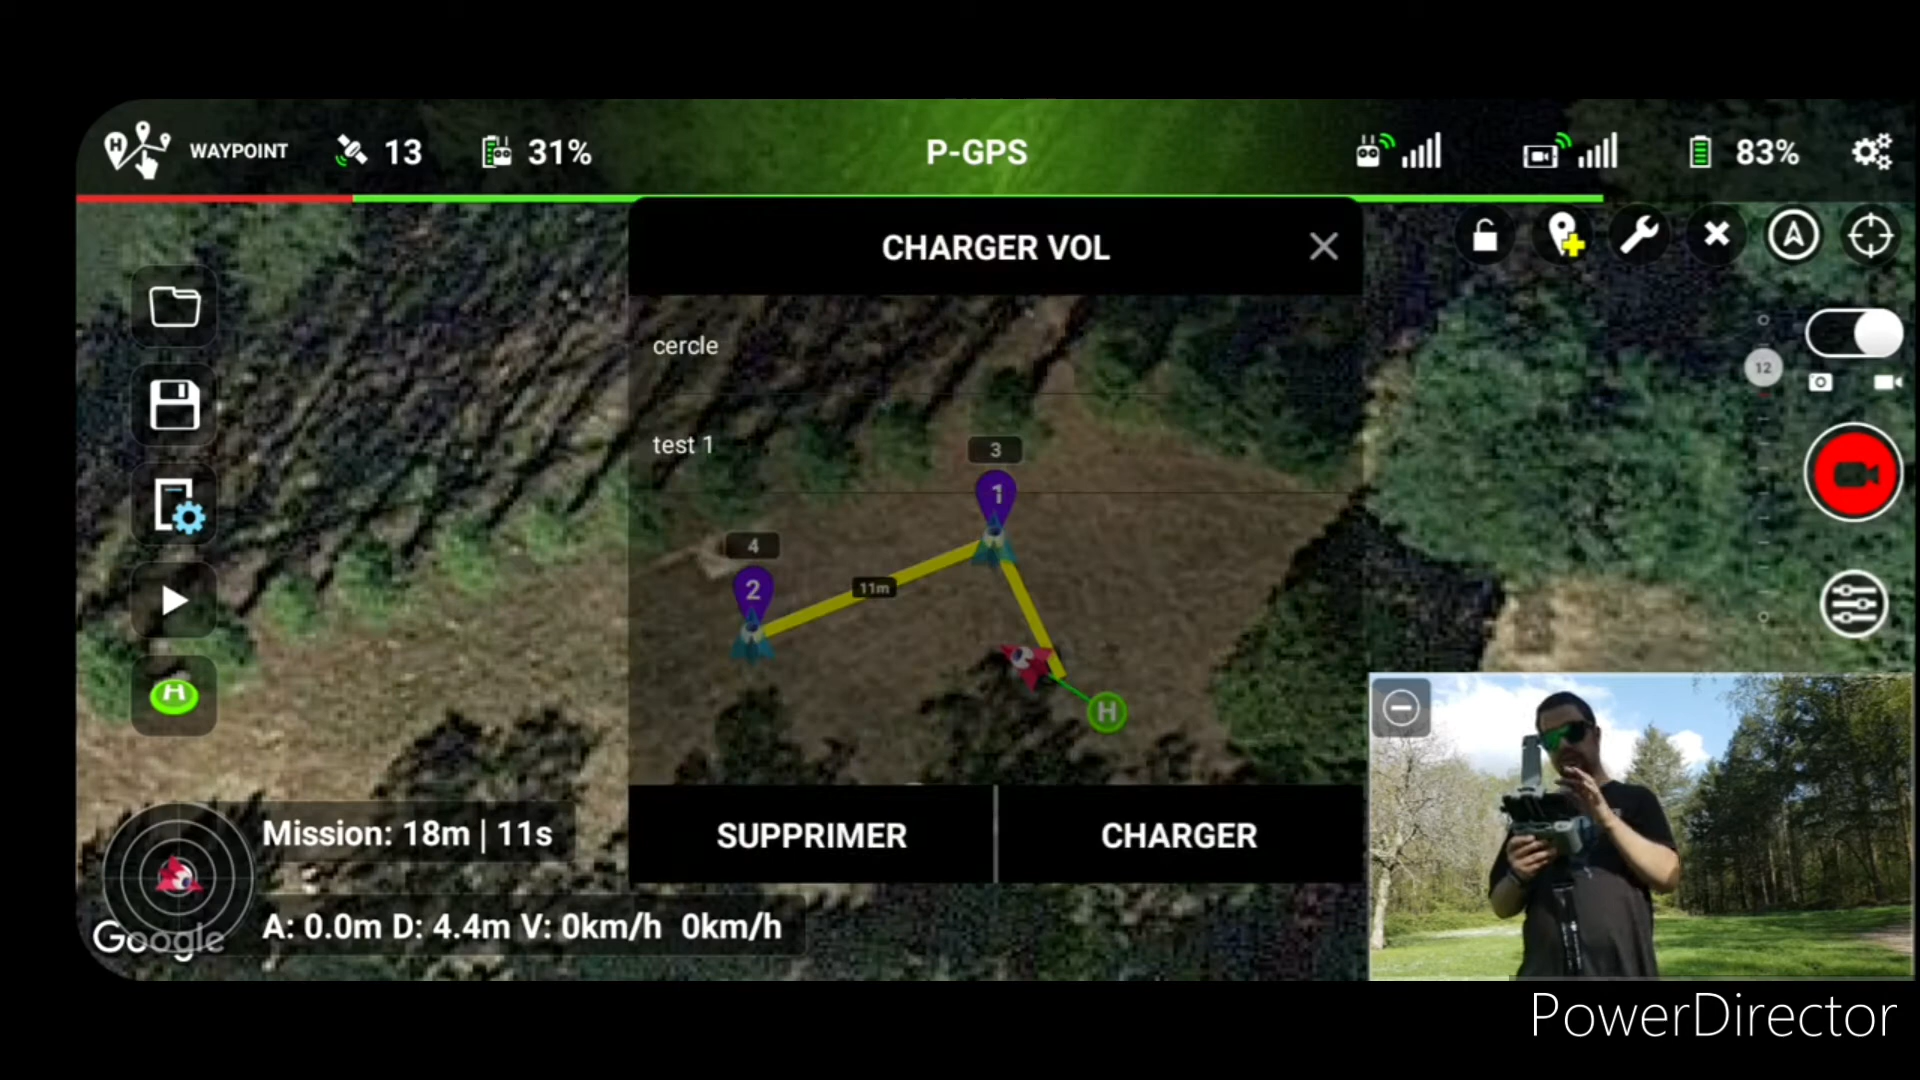 H WAYPOINT 13 31% P-GPS 83%
CHARGER VOL
A
cercle
12
test 1
3
1
4
11m
2
H
H
Mission: 18m | 11s
SUPPRIMER CHARGER
A: 0.0m D: 4.4m V: 0km/h 0km/h
Google
PowerDirector